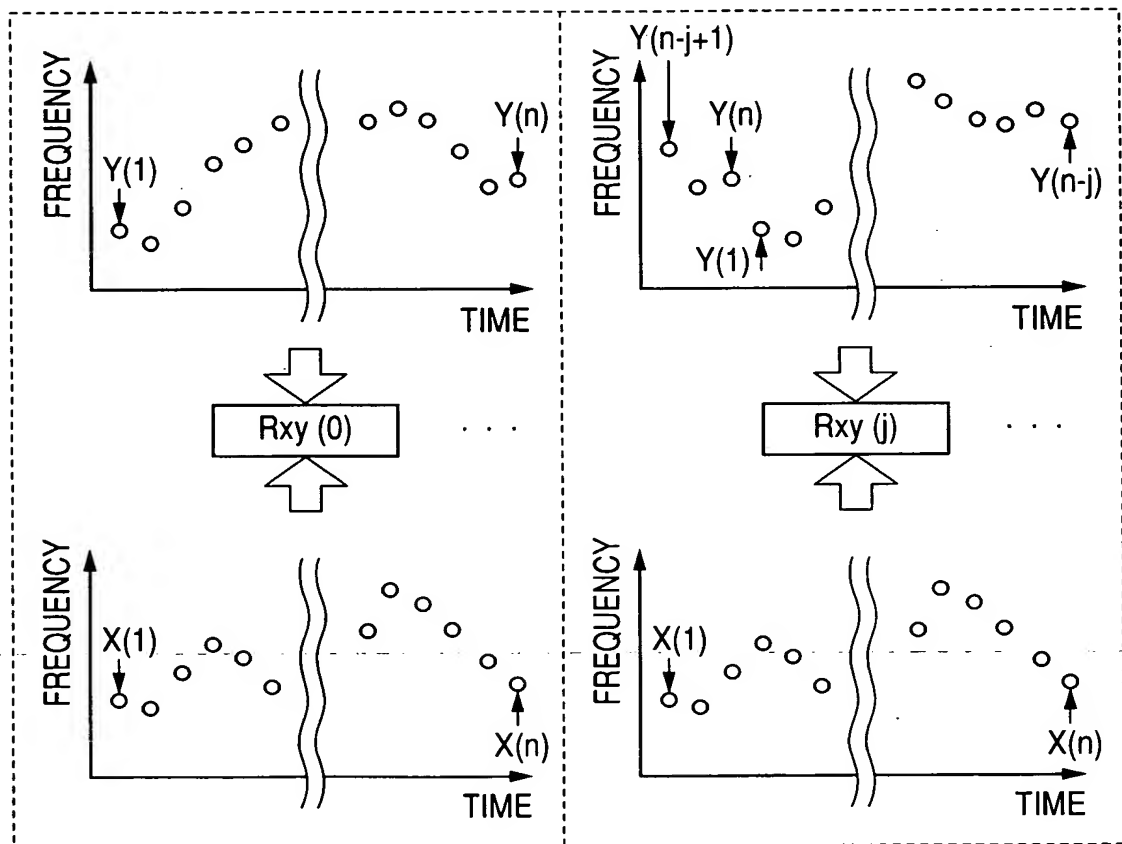 FREQUENCY
Y(1)
Y(n)
TIME
Rxy (0)
. . .
FREQUENCY
X(1)
X(n)
TIME
Y(n-j+1)
FREQUENCY
Y(n)
Y(1)
Y(n-j)
TIME
Rxy (j)
. . .
FREQUENCY
X(1)
X(n)
TIME